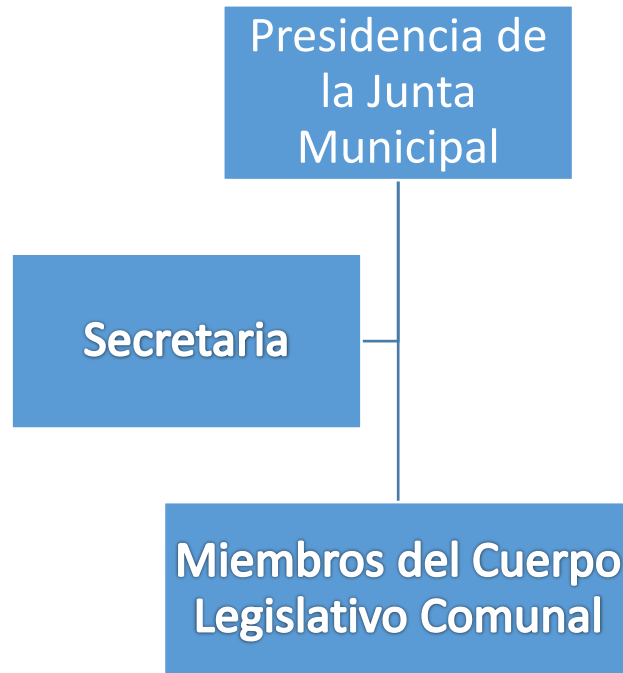 Presidencia de
la Junta
Municipal
Secretaria
Miembros del Cuerpo
Legislativo Comunal